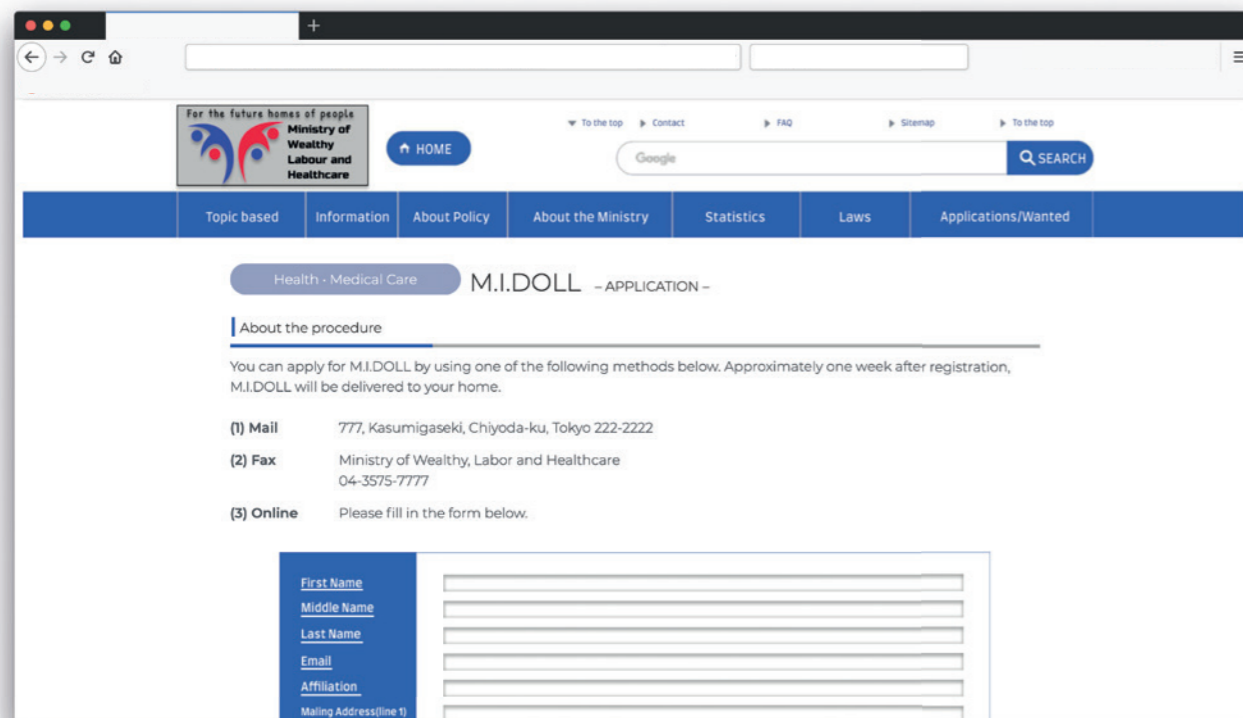 For the future homes of people
Ministry of
Wealthy
Labour and
Healthcare
HOME
To the top Contact FAQ Sitemap To the top
Google
SEARCH
Topic based Information About Policy About the Ministry Statistics Laws Applications/Wanted
Health - Medical Care M.I.DOLL – APPLICATION –
About the procedure
You can apply for M.I.DOLL by using one of the following methods below. Approximately one week after registration,
M.I.DOLL will be delivered to your home.
(1) Mail 777, Kasumigaseki, Chiyoda-ku, Tokyo 222-2222
(2) Fax Ministry of Wealthy, Labor and Healthcare
04-3575-7777
(3) Online Please fill in the form below.
First Name
Middle Name
Last Name
Email
Affiliation
Maling Address(line 1)